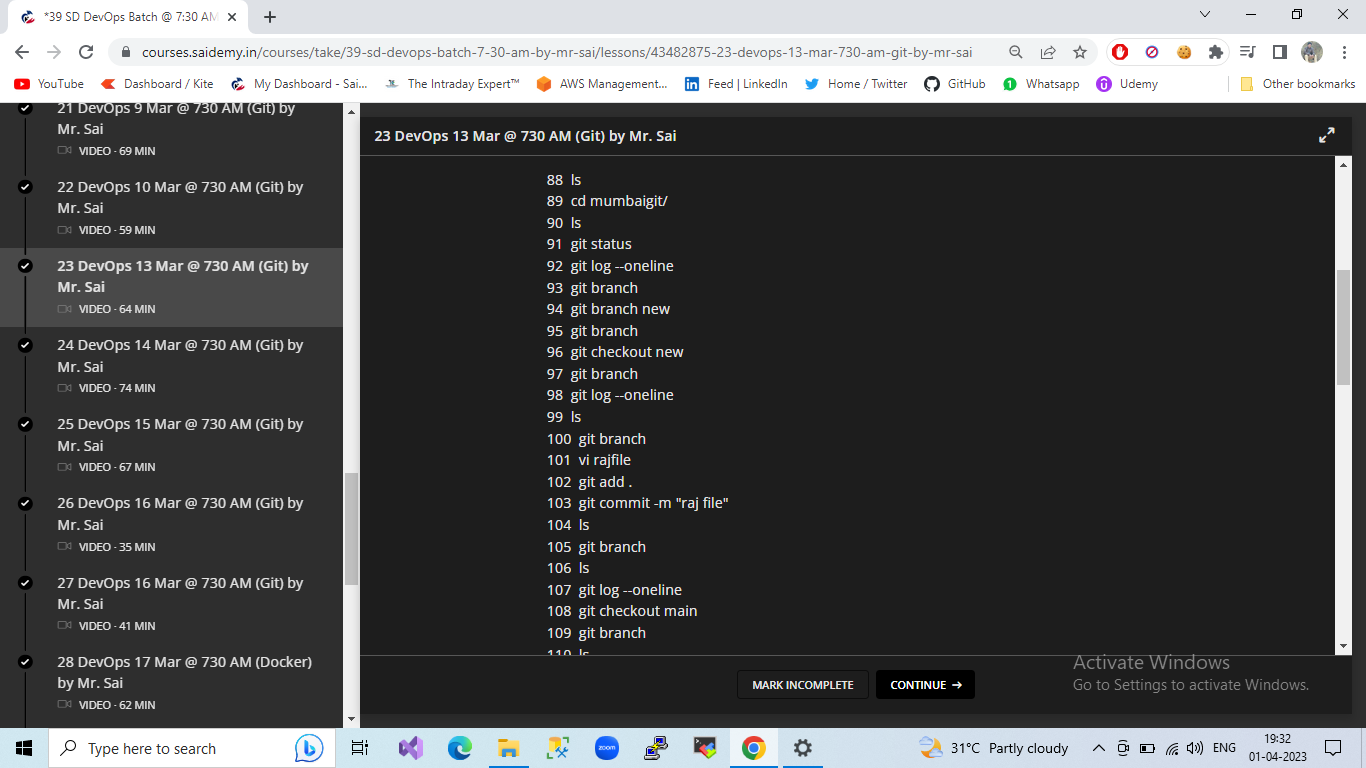 *39 SD DevOps Batch @ 7:30 AM
courses.saidemy.in/courses/take/39-sd-devops-batch-7-30-am-by-mr-sai/lessons/43482875-23-devops-13-mar-730-am-git-by-mr-sai
YouTube Dashboard / Kite My Dashboard - Sai... The Intraday Expert™ AWS Management... Feed | LinkedIn Home / Twitter GitHub Whatsapp Udemy Other bookmarks
21 DevOps 9 Mar @ 730 AM (Git) by
Mr. Sai
VIDEO · 69 MIN
22 DevOps 10 Mar @ 730 AM (Git) by
Mr. Sai
VIDEO · 59 MIN
23 DevOps 13 Mar @ 730 AM (Git) by
Mr. Sai
VIDEO · 64 MIN
24 DevOps 14 Mar @ 730 AM (Git) by
Mr. Sai
VIDEO · 74 MIN
25 DevOps 15 Mar @ 730 AM (Git) by
Mr. Sai
VIDEO · 67 MIN
26 DevOps 16 Mar @ 730 AM (Git) by
Mr. Sai
VIDEO · 35 MIN
27 DevOps 16 Mar @ 730 AM (Git) by
Mr. Sai
VIDEO · 41 MIN
28 DevOps 17 Mar @ 730 AM (Docker)
by Mr. Sai
VIDEO · 62 MIN
23 DevOps 13 Mar @ 730 AM (Git) by Mr. Sai
88 ls
89 cd mumbaigit/
90 ls
91 git status
92 git log --oneline
93 git branch
94 git branch new
95 git branch
96 git checkout new
97 git branch
98 git log --oneline
99 ls
100 git branch
101 vi rajfile
102 git add .
103 git commit -m "raj file"
104 ls
105 git branch
106 ls
107 git log --oneline
108 git checkout main
109 git branch
110 ls
MARK INCOMPLETE CONTINUE →
Activate Windows
Go to Settings to activate Windows.
Type here to search
zoom
31°C Partly cloudy
ENG
19:32
01-04-2023